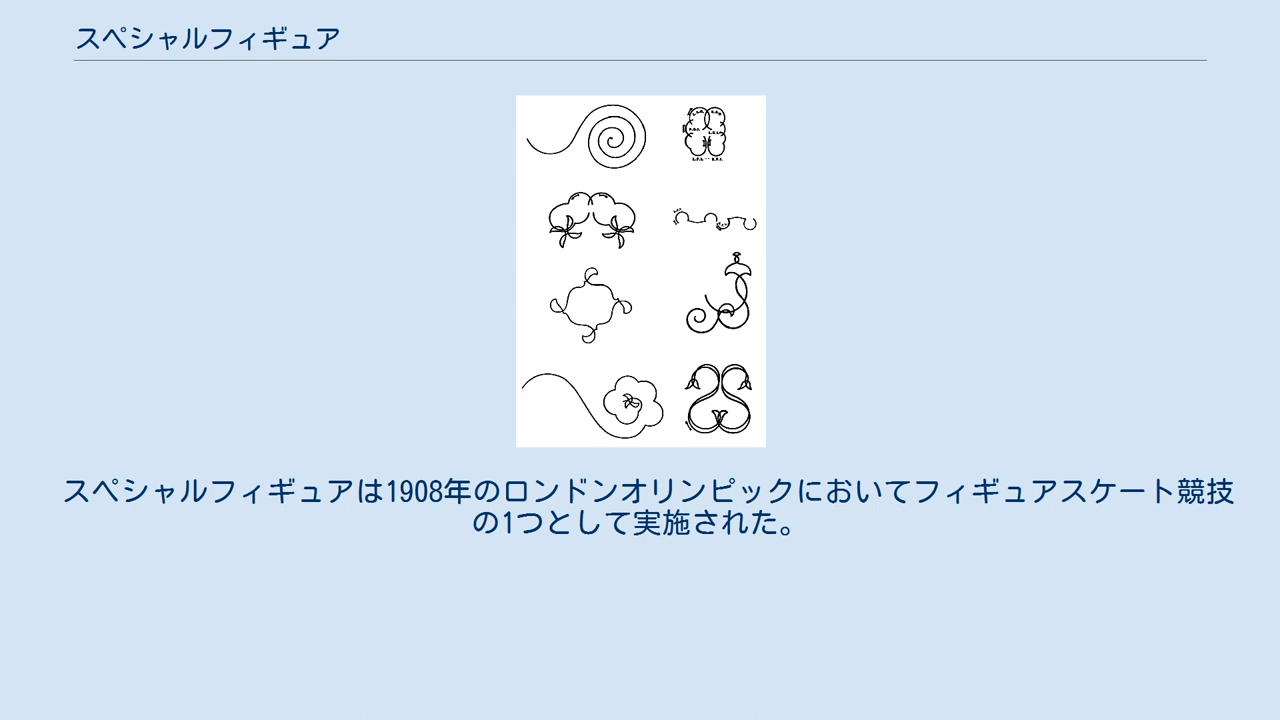 スペシャルフィギュア
スペシャルフィギュアは1908年のロンドンオリンピックにおいてフィギュアスケート競技
の1つとして実施された。